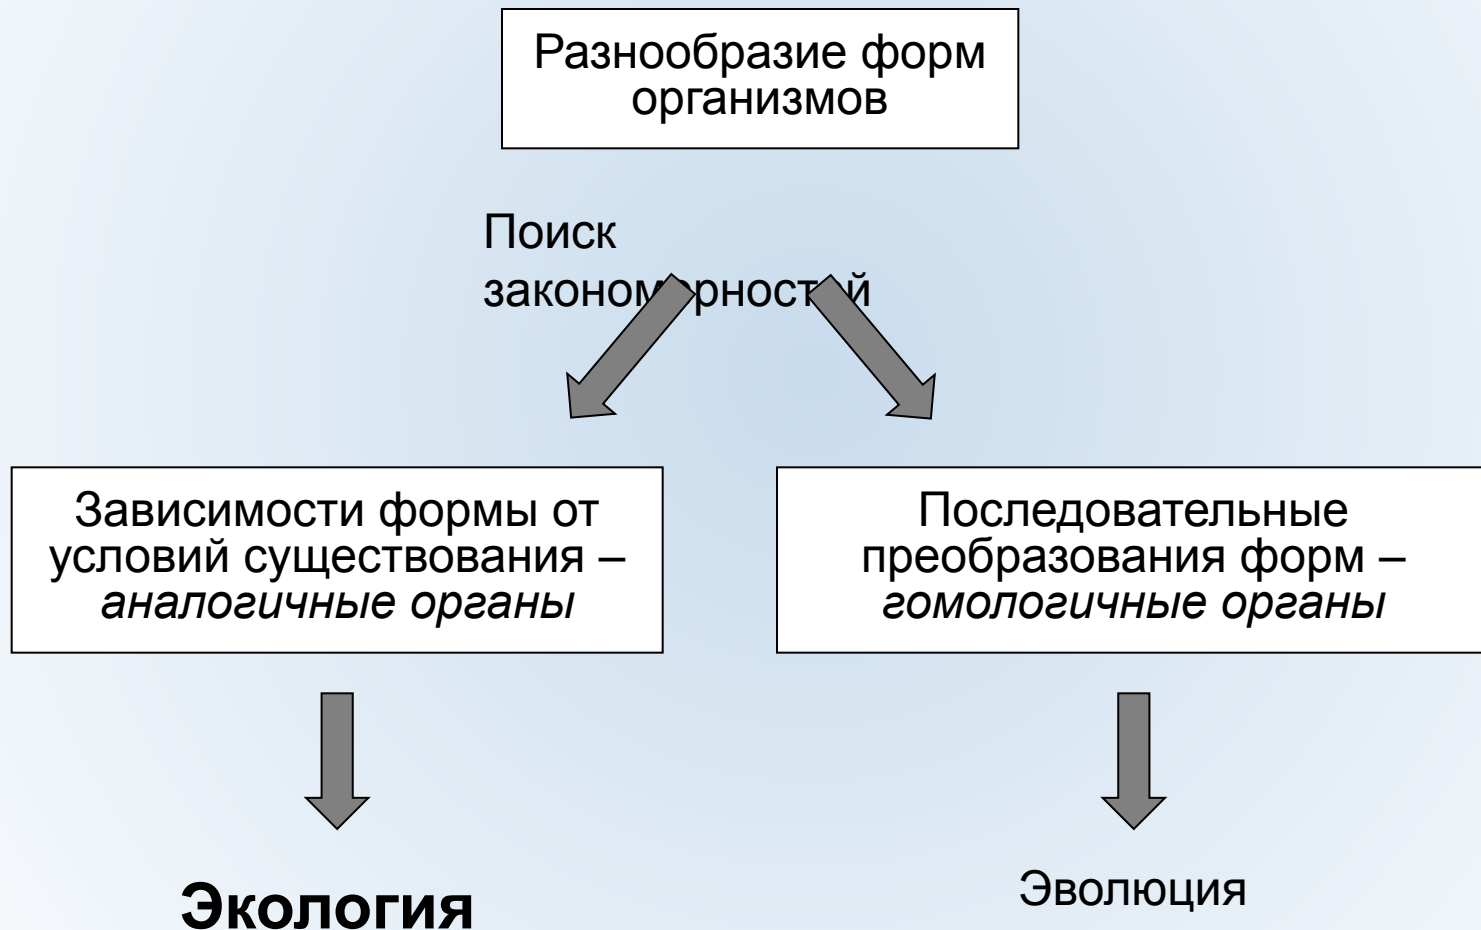 Разнообразие форм
организмов
Поиск
закономерностей
Зависимости формы от
условий существования –
аналогичные органы
Последовательные
преобразования форм –
гомологичные органы
Экология
Эволюция